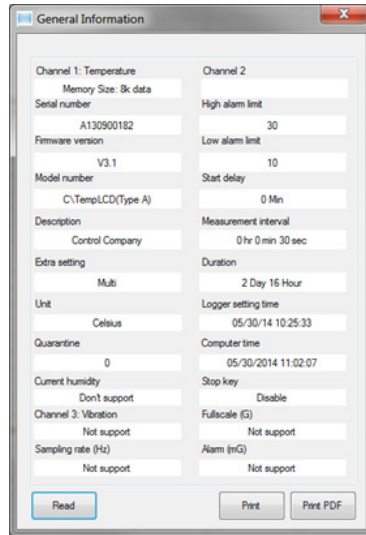 General Information
Channel 1: Temperature
Channel 2
Memory Size: 8k data
Serial number
High alarm limit
A130900182
30
Firmware version
Low alarm limit
V3.1
10
Model number
Start delay
C\TempLCD(Type A)
0 Min
Description
Measurement interval
Control Company
0 hr 0 min 30 sec
Extra setting
Duration
Multi
2 Day 16 Hour
Unit
Logger setting time
Celsius
05/30/14 10:25:33
Quarantine
Computer time
0
05/30/2014 11:02:07
Current humidity
Stop key
Don't support
Disable
Channel 3: Vibration
Fullscale (G)
Not support
Not support
Sampling rate (Hz)
Alarm (mG)
Not support
Not support
Read
Print
Print PDF